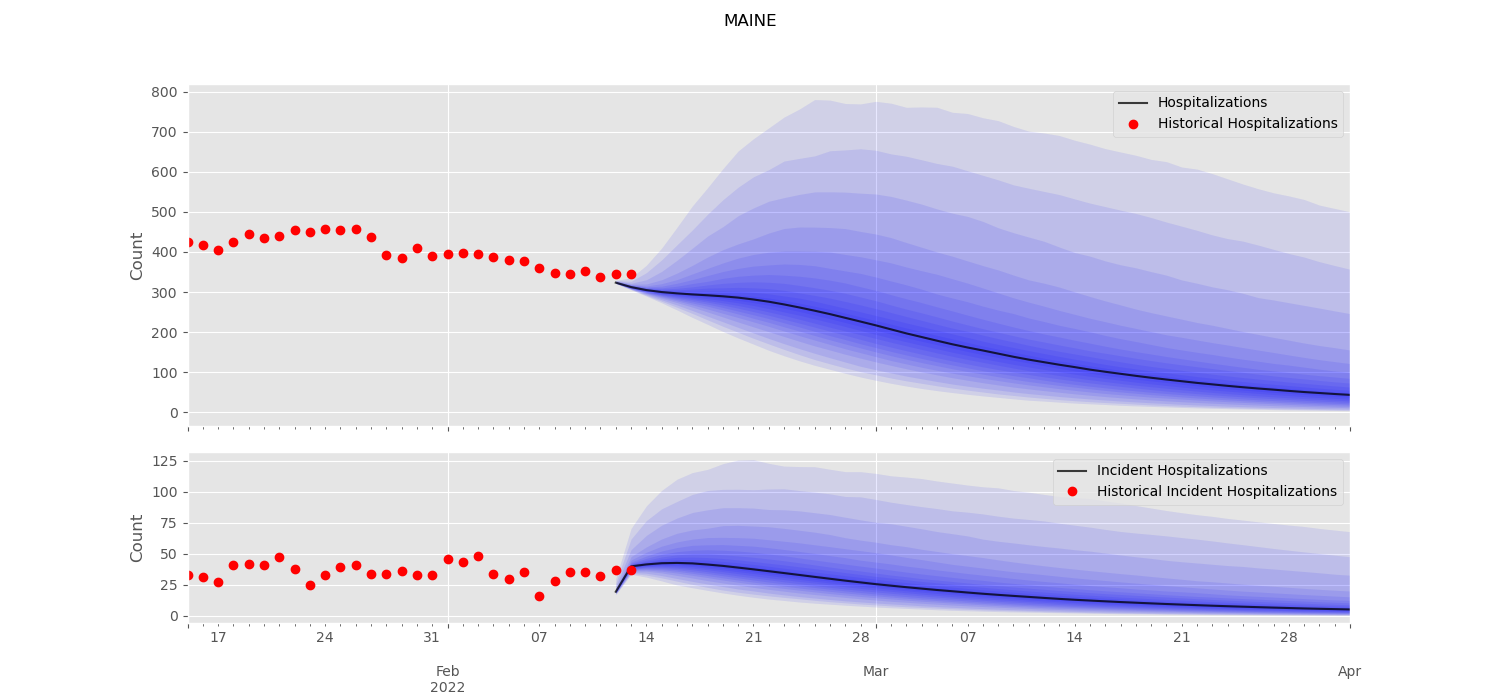 MAINE
800
700
600
500
400
300
200
100
0
Count
Hospitalizations
Historical Hospitalizations
125
100
75
50
25
0
Count
Incident Hospitalizations
Historical Incident Hospitalizations
17 24 31 07 14 21 28 07 14 21 28
Feb Mar Apr
2022